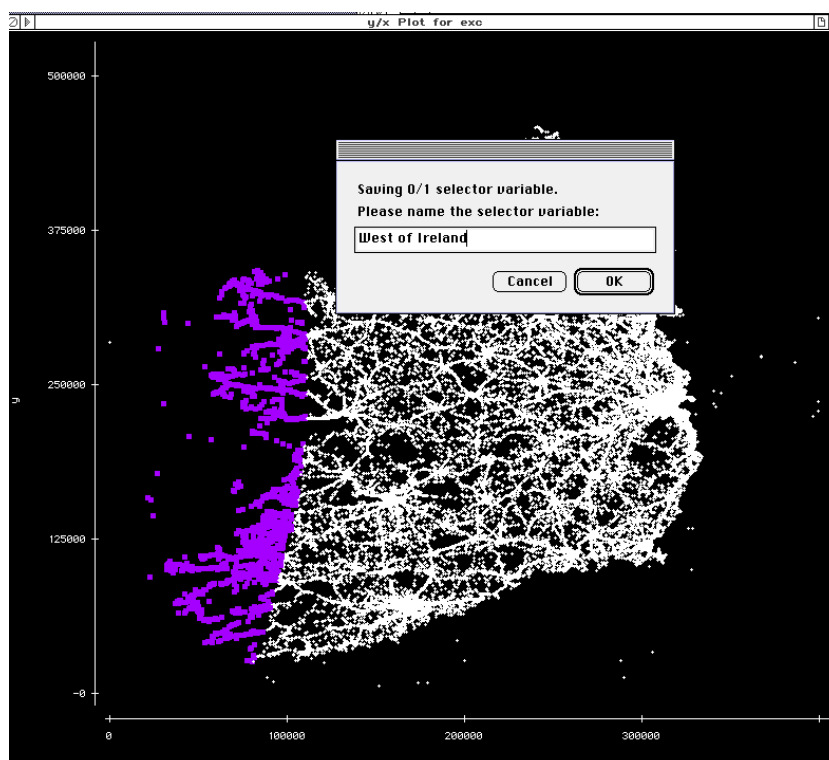 y/x Plot for exc
500000
Saving 0/1 selector variable.
Please name the selector variable:
West of Ireland
Cancel
OK
375000
250000
y
125000
-0
0
100000
200000
300000